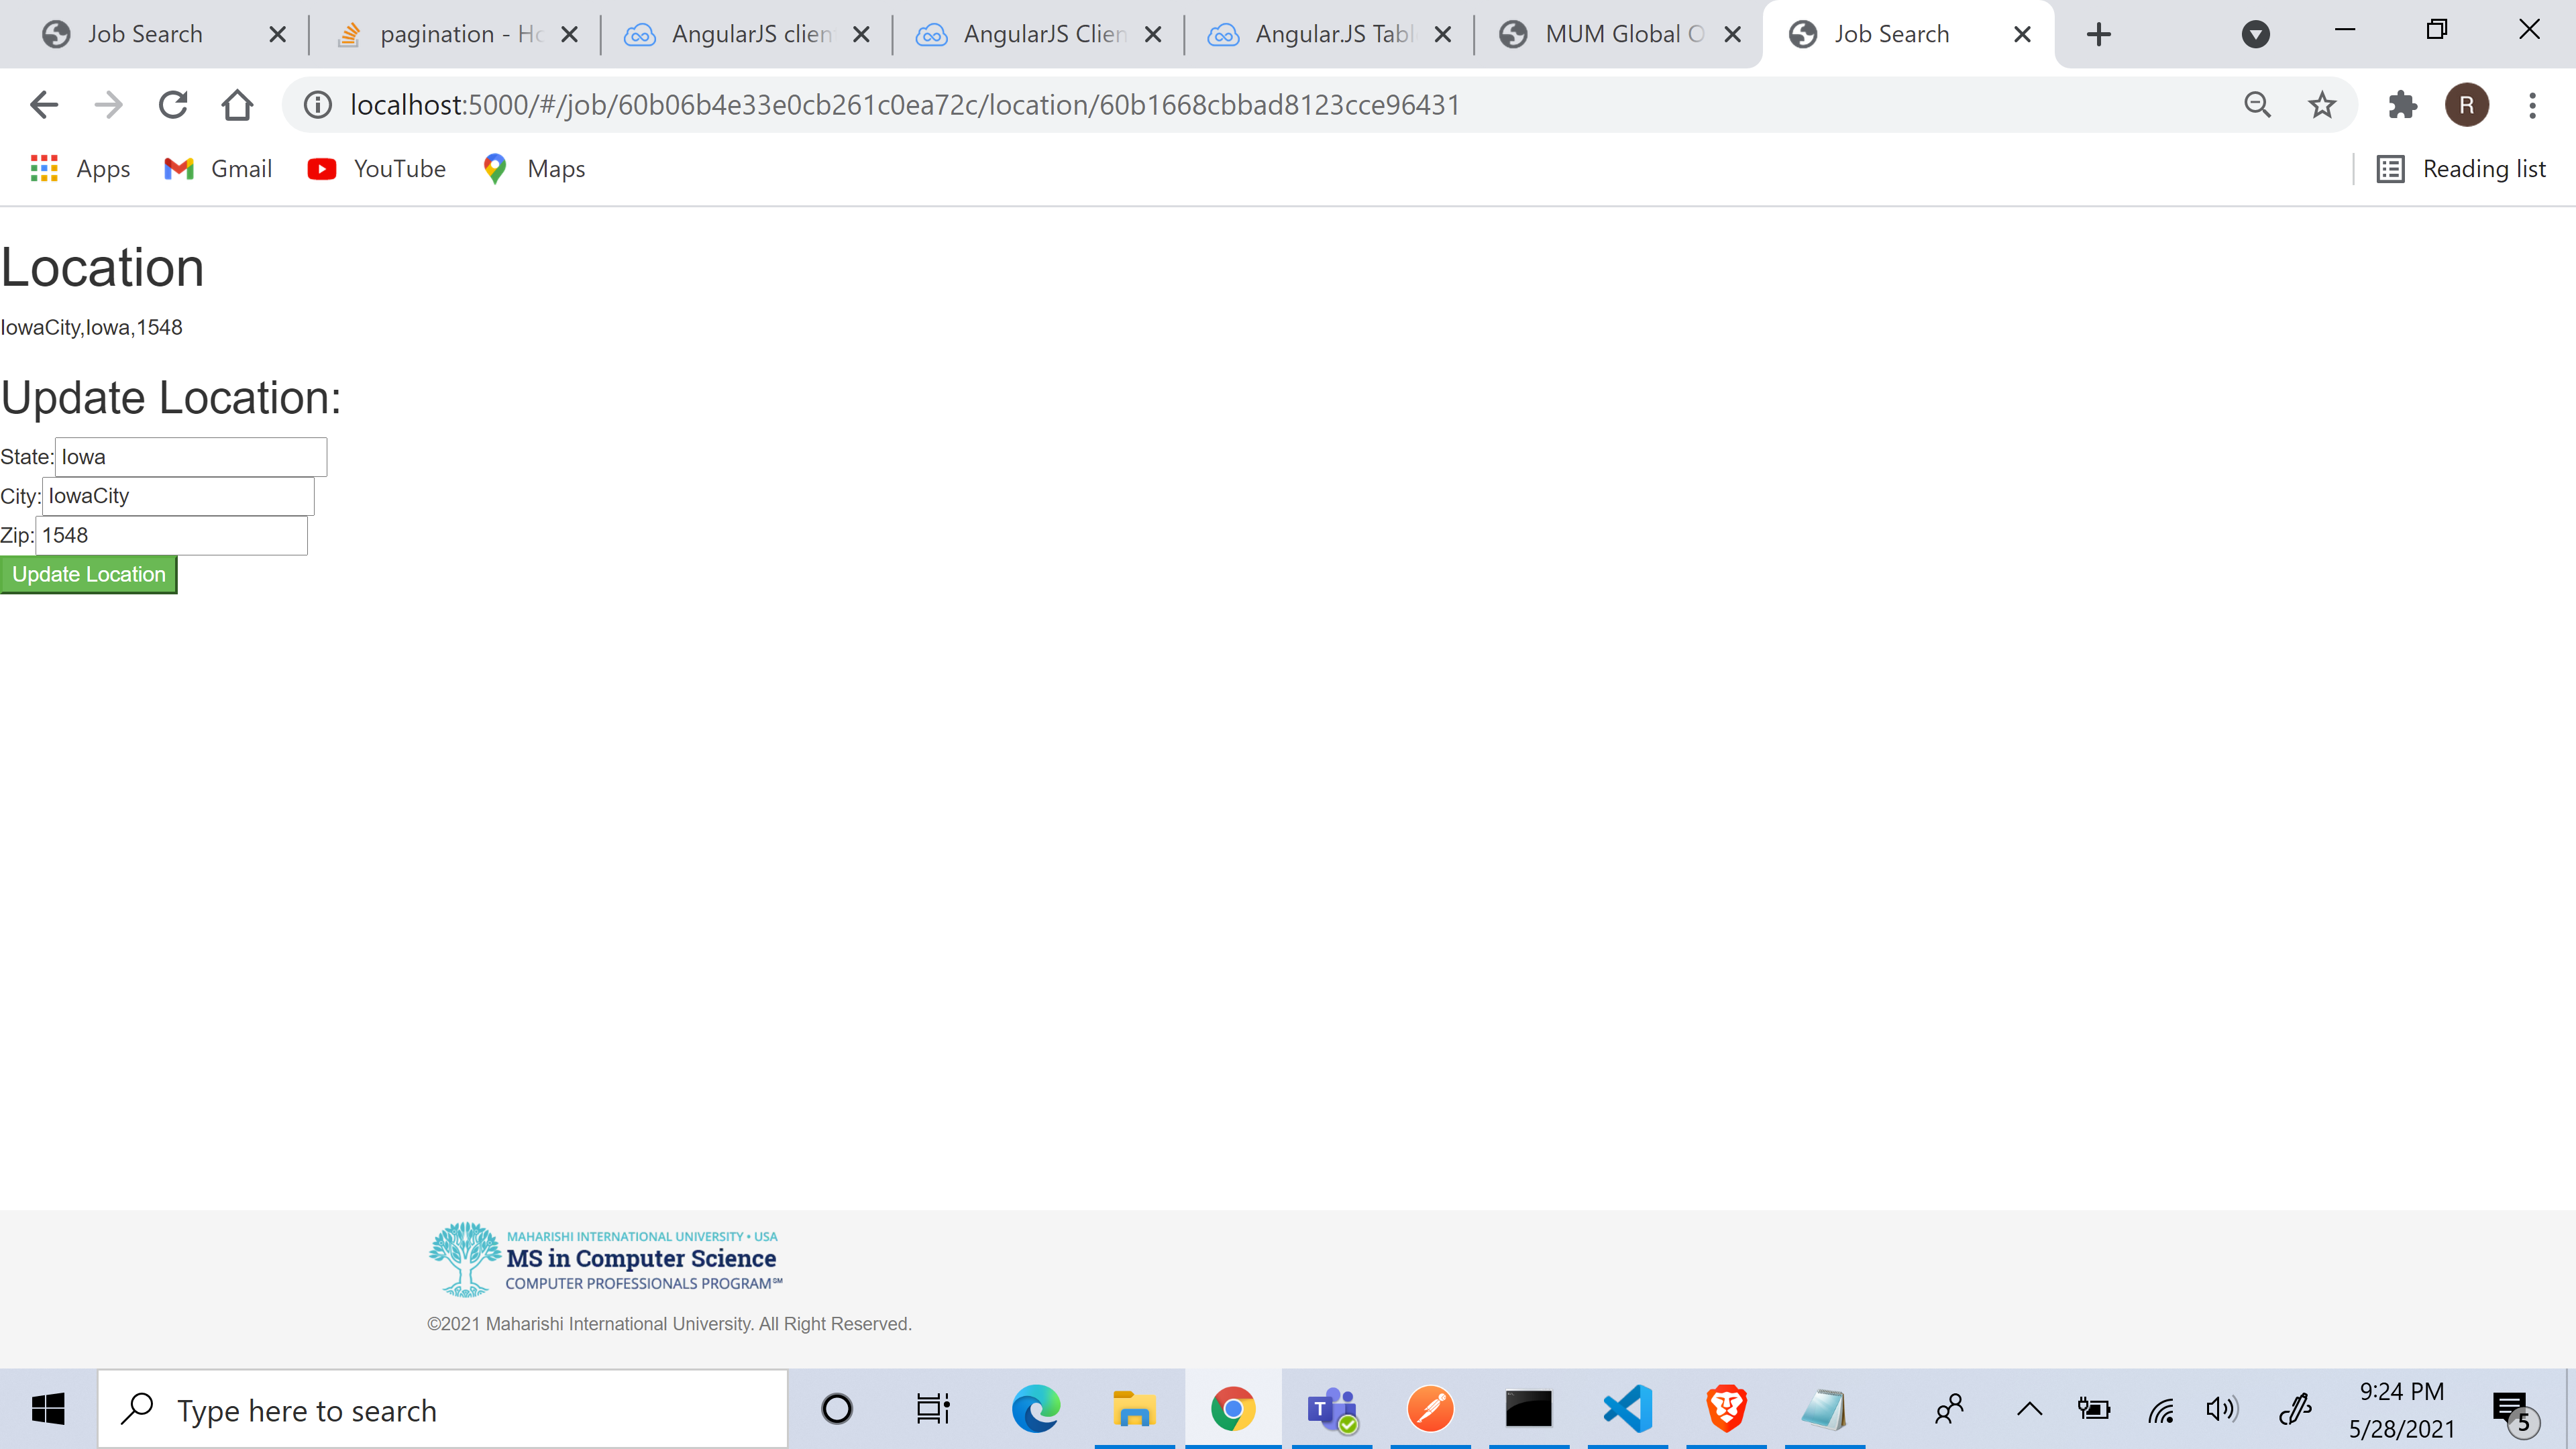 Job Search
pagination - Ho
AngularJS clien
AngularJS Clien
Angular.JS Tabl
MUM Global O
Job Search
localhost:5000/#/job/60b06b4e33e0cb261c0ea72c/location/60b1668cbbad8123cce96431
R
Apps
Gmail
YouTube
Maps
Reading list
Location
IowaCity,Iowa,1548
Update Location:
State: Iowa
City: IowaCity
Zip: 1548
Update Location
MAHARISHI INTERNATIONAL UNIVERSITY • USA
MS in Computer Science
COMPUTER PROFESSIONALS PROGRAM℠
©2021 Maharishi International University. All Right Reserved.
Type here to search
T
9:24 PM
5/28/2021
5